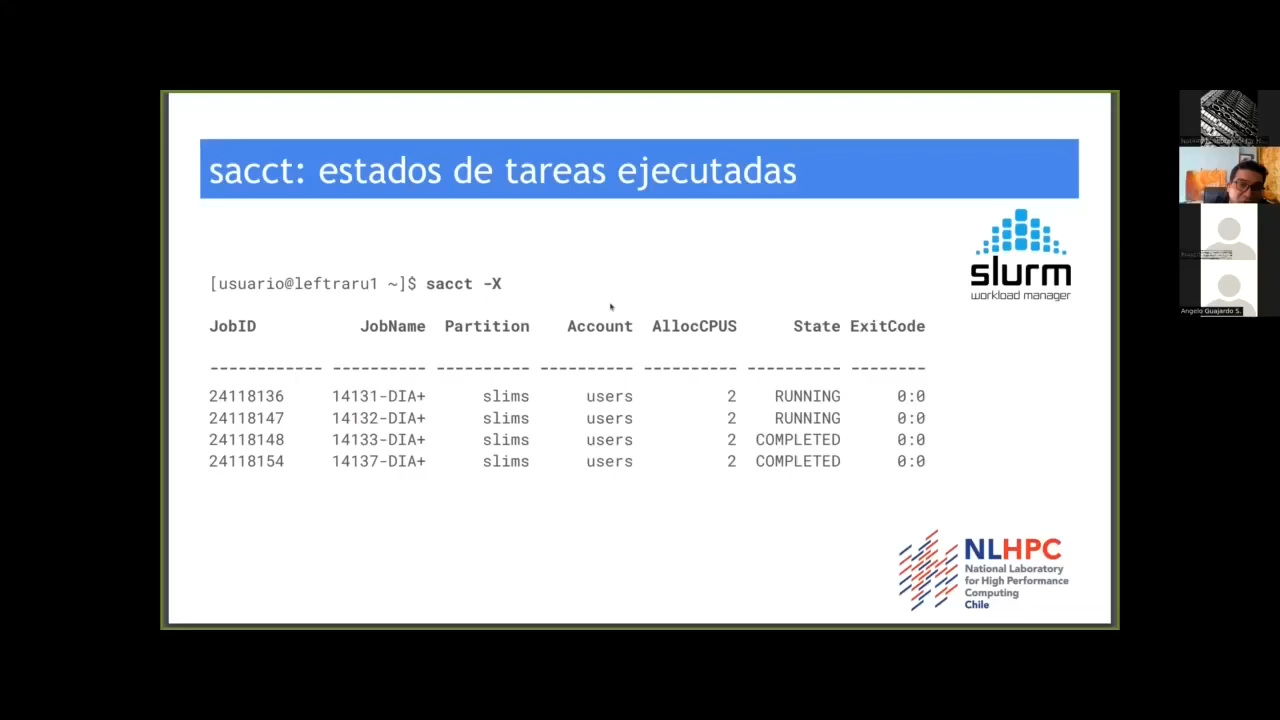 sacct: estados de tareas ejecutadas
slurm
workload manager
[usuario@leftraru1 ~]$ sacct -X
JobID JobName Partition Account AllocCPUS State ExitCode
------------ ---------- ---------- ---------- ---------- ---------- --------
24118136 14131-DIA+ slims users 2 RUNNING 0:0
24118147 14132-DIA+ slims users 2 RUNNING 0:0
24118148 14133-DIA+ slims users 2 COMPLETED 0:0
24118154 14137-DIA+ slims users 2 COMPLETED 0:0
NLHPC
National Laboratory
for High Performance
Computing
Chile
Angelo Guajardo S.